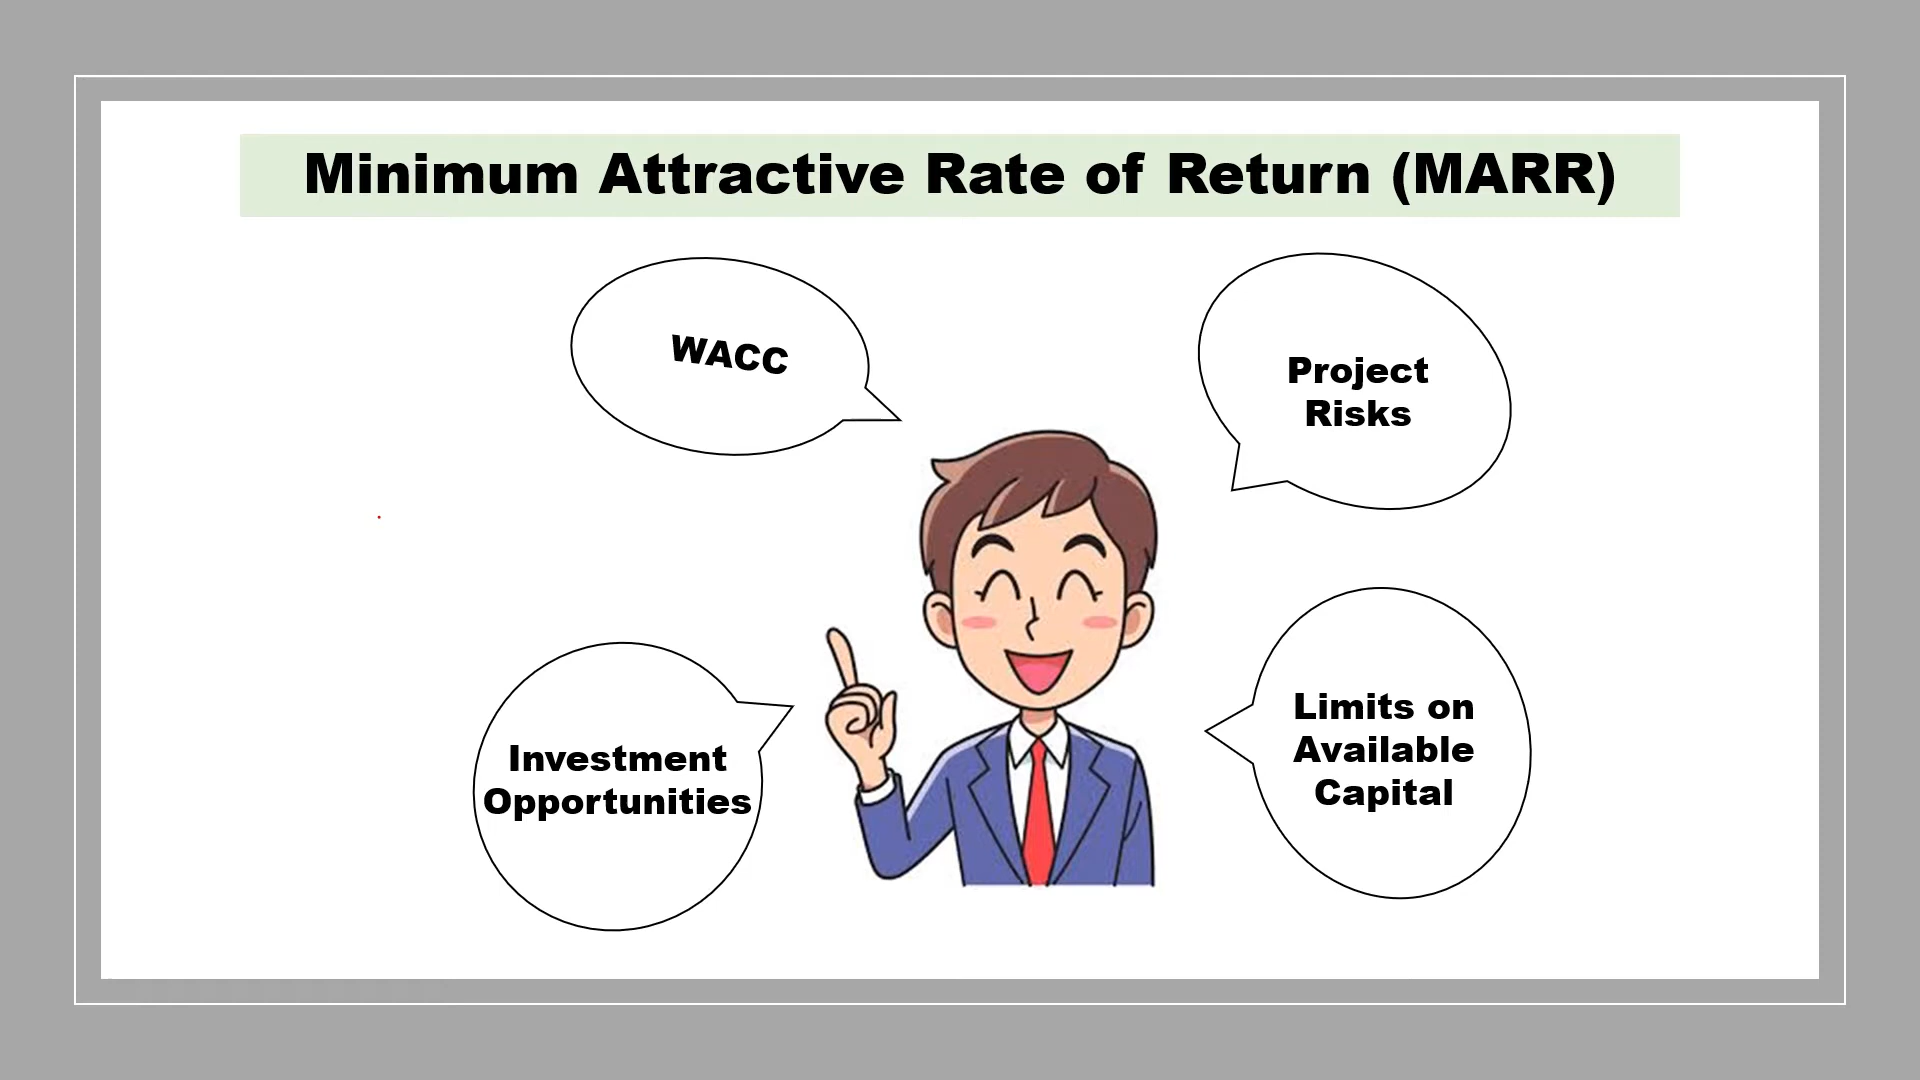 Minimum Attractive Rate of Return (MARR)
WACC
Project
Risks
Investment
Opportunities
Limits on
Available
Capital